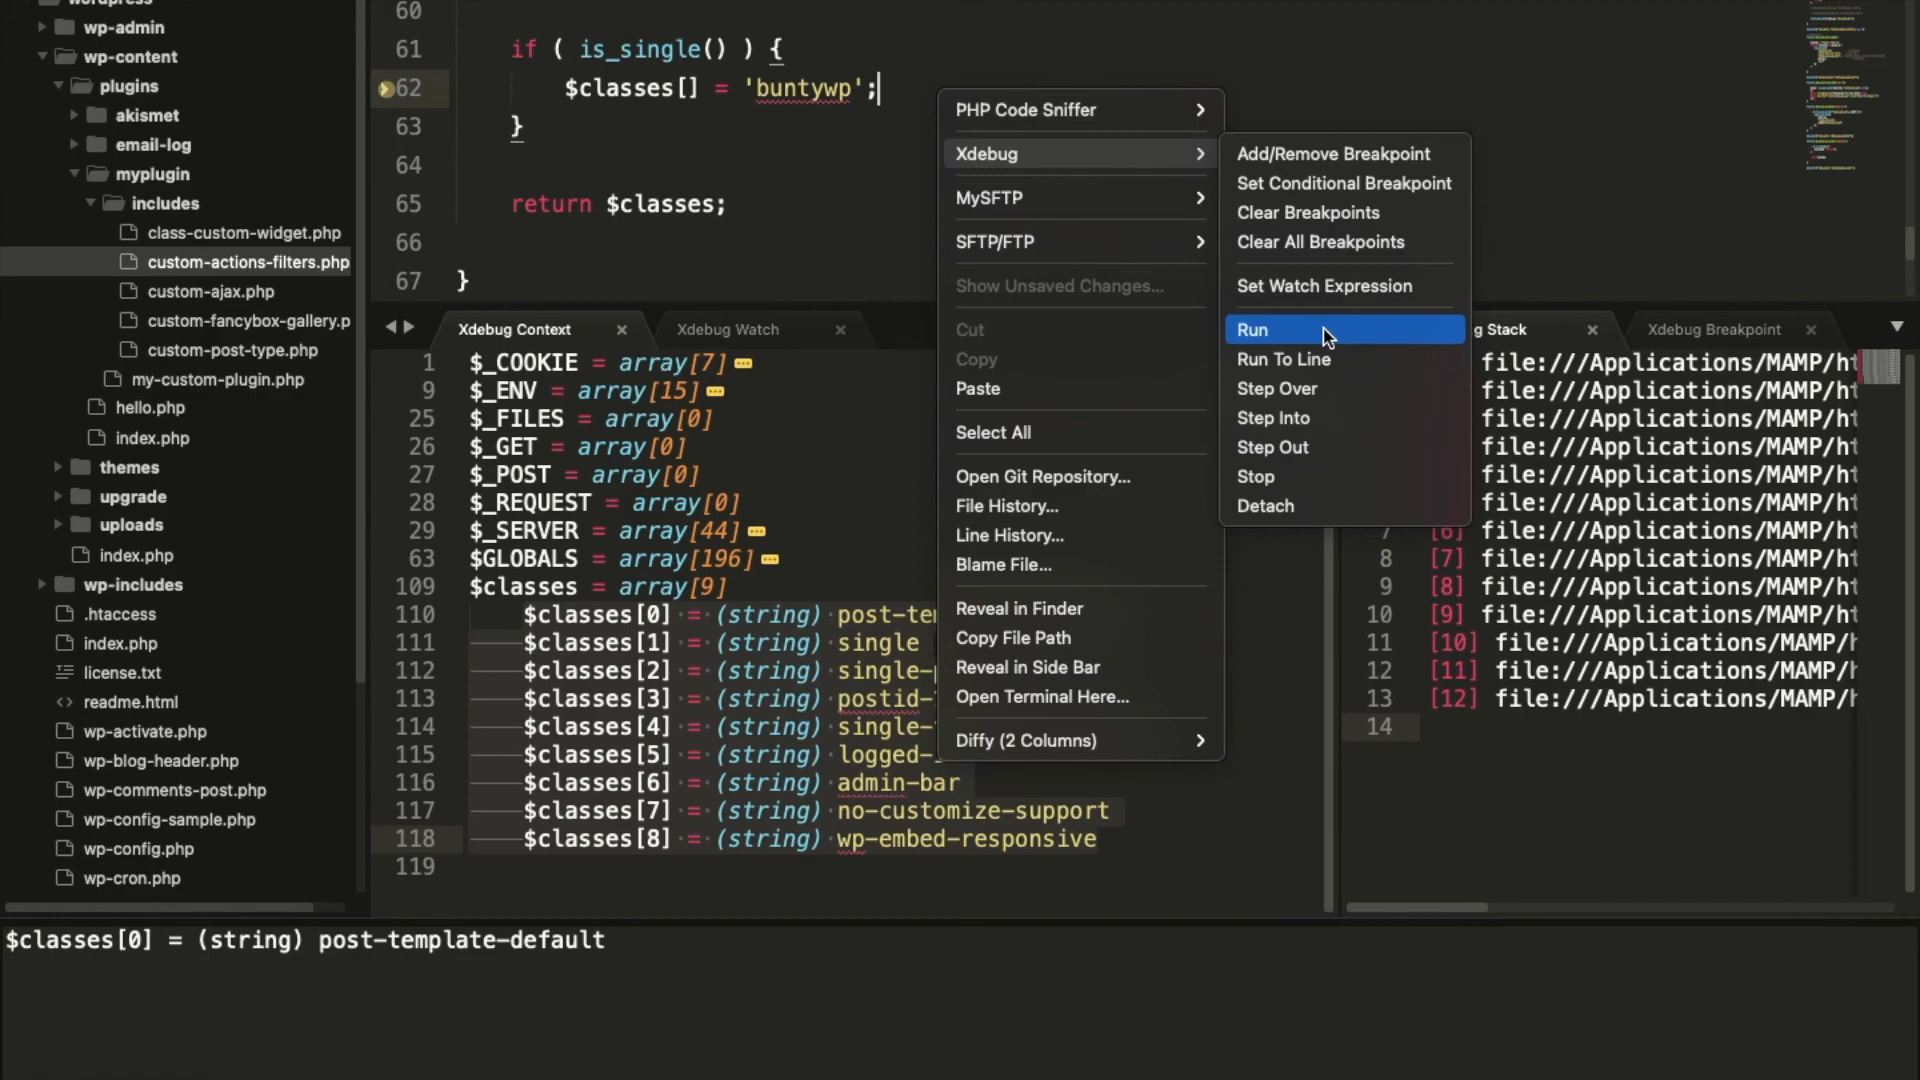 wp-admin
wp-content
plugins
akismet
email-log
myplugin
includes
class-custom-widget.php
custom-actions-filters.php
custom-ajax.php
custom-fancybox-gallery.p
custom-post-type.php
my-custom-plugin.php
hello.php
index.php
themes
upgrade
uploads
index.php
wp-includes
.htaccess
index.php
license.txt
readme.html
wp-activate.php
wp-blog-header.php
wp-comments-post.php
wp-config-sample.php
wp-config.php
wp-cron.php
60
61 if ( is_single() ) {
62 $classes[] = 'buntywp';
63 }
64
65 return $classes;
66
67 }
Xdebug Context
Xdebug Watch
1 $_COOKIE = array[7]
9 $_ENV = array[15]
25 $_FILES = array[0]
26 $_GET = array[0]
27 $_POST = array[0]
28 $_REQUEST = array[0]
29 $_SERVER = array[44]
63 $GLOBALS = array[196]
109 $classes = array[9]
110 $classes[0] = (string) post-te
111 $classes[1] = (string) single
112 $classes[2] = (string) single-
113 $classes[3] = (string) postid-
114 $classes[4] = (string) single-
115 $classes[5] = (string) logged-
116 $classes[6] = (string) admin-bar
117 $classes[7] = (string) no-customize-support
118 $classes[8] = (string) wp-embed-responsive
119
PHP Code Sniffer
Xdebug
MySFTP
SFTP/FTP
Show Unsaved Changes...
Cut
Copy
Paste
Select All
Open Git Repository...
File History...
Line History...
Blame File...
Reveal in Finder
Copy File Path
Reveal in Side Bar
Open Terminal Here...
Diffy (2 Columns)
Add/Remove Breakpoint
Set Conditional Breakpoint
Clear Breakpoints
Clear All Breakpoints
Set Watch Expression
Run
Run To Line
Step Over
Step Into
Step Out
Stop
Detach
g Stack
Xdebug Breakpoint
file:///Applications/MAMP/ht
file:///Applications/MAMP/ht
file:///Applications/MAMP/ht
file:///Applications/MAMP/ht
file:///Applications/MAMP/ht
file:///Applications/MAMP/ht
7 [6] file:///Applications/MAMP/ht
8 [7] file:///Applications/MAMP/ht
9 [8] file:///Applications/MAMP/ht
10 [9] file:///Applications/MAMP/ht
11 [10] file:///Applications/MAMP/h
12 [11] file:///Applications/MAMP/h
13 [12] file:///Applications/MAMP/h
14
$classes[0] = (string) post-template-default